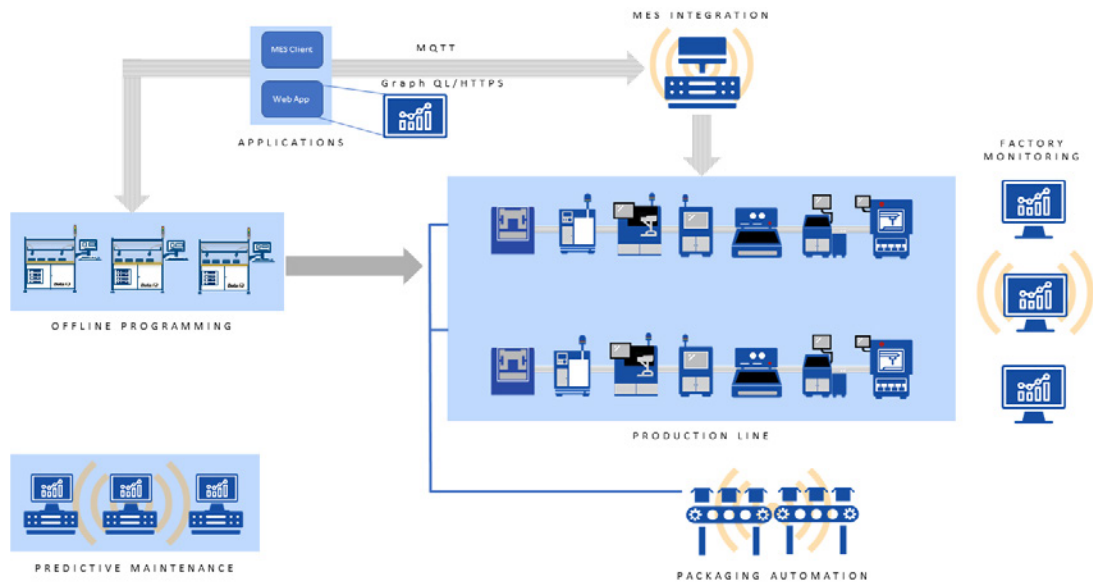 MES INTEGRATION
MES Client
MQTT
Graph QL/HTTPS
Web App
APPLICATIONS
FACTORY
MONITORING
OFFLINE PROGRAMMING
PRODUCTION LINE
PREDICTIVE MAINTENANCE
PACKAGING AUTOMATION